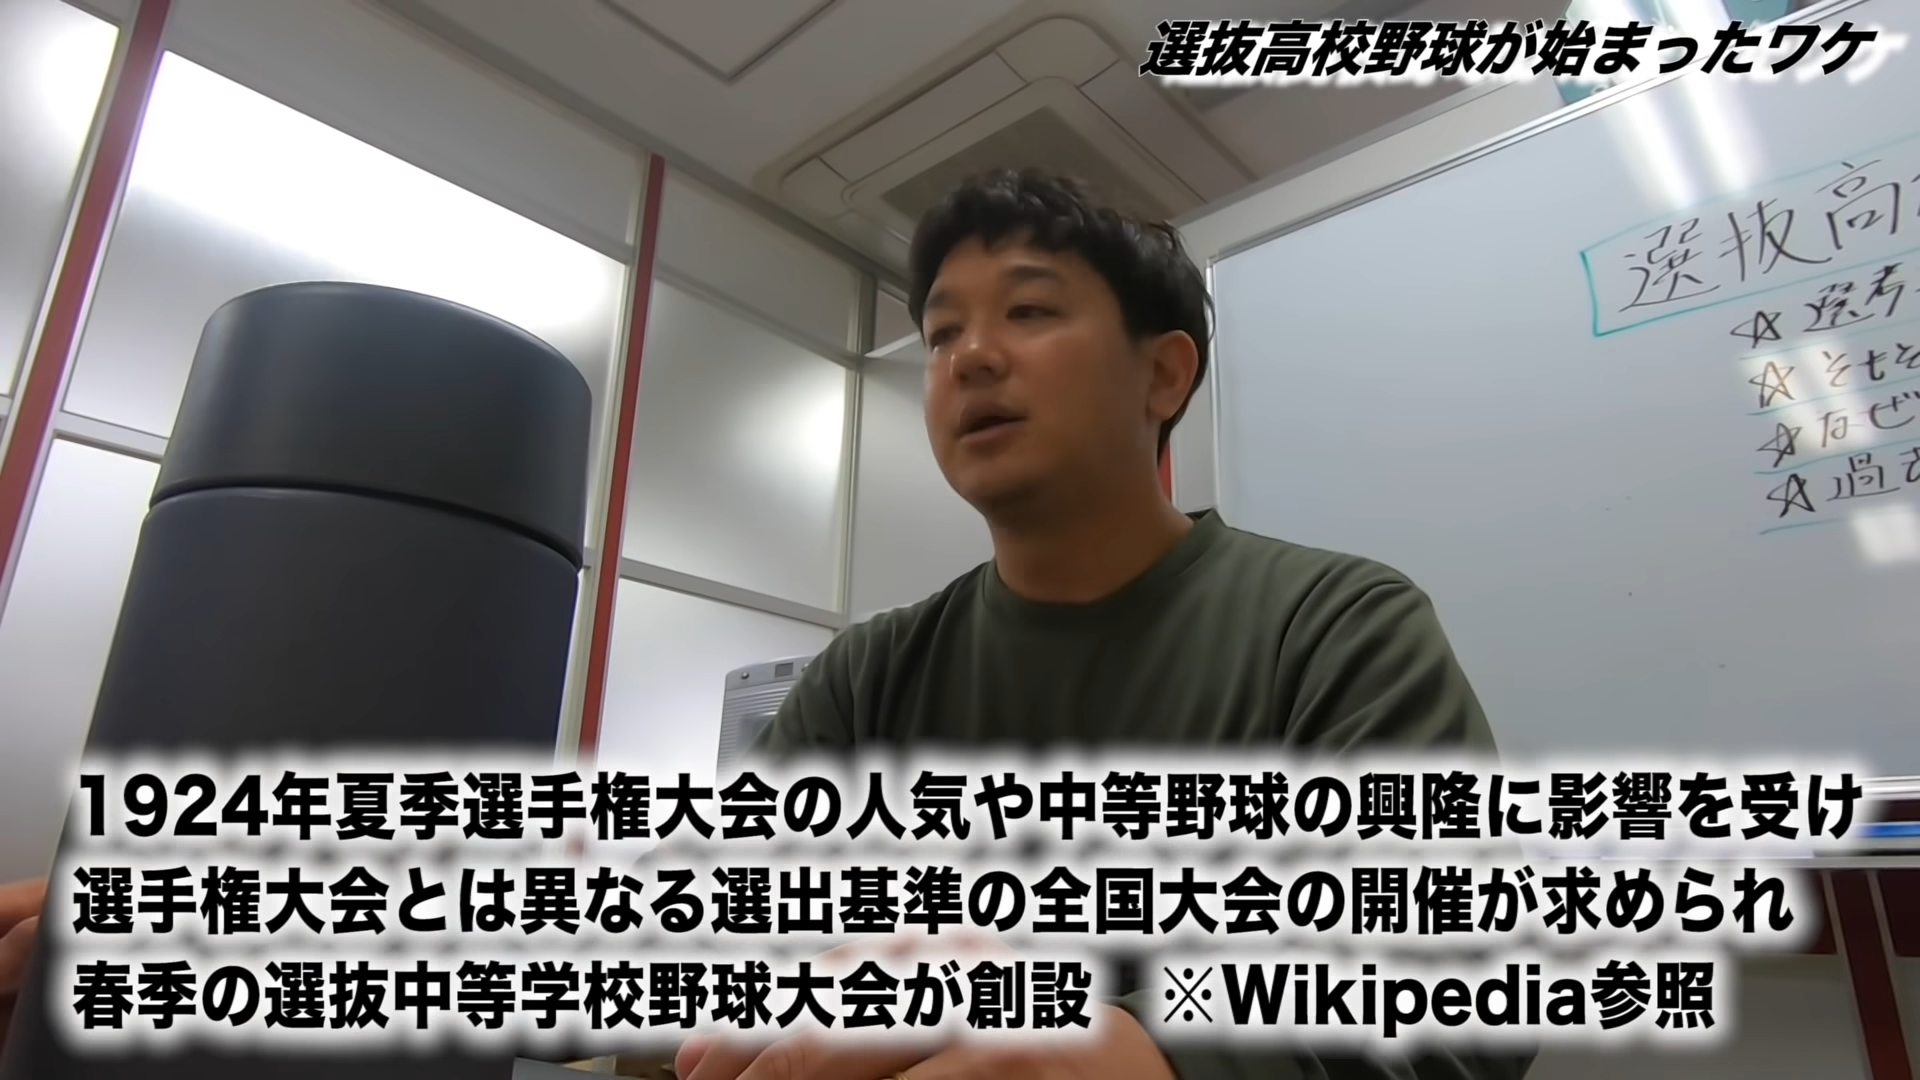 選抜高校野球が始まったワケ
選抜高
☆ 選考
☆ そもそ
☆ なぜ
☆ 過去
1924年夏季選手権大会の人気や中等野球の興隆に影響を受け
選手権大会とは異なる選出基準の全国大会の開催が求められ
春季の選抜中等学校野球大会が創設　※Wikipedia参照